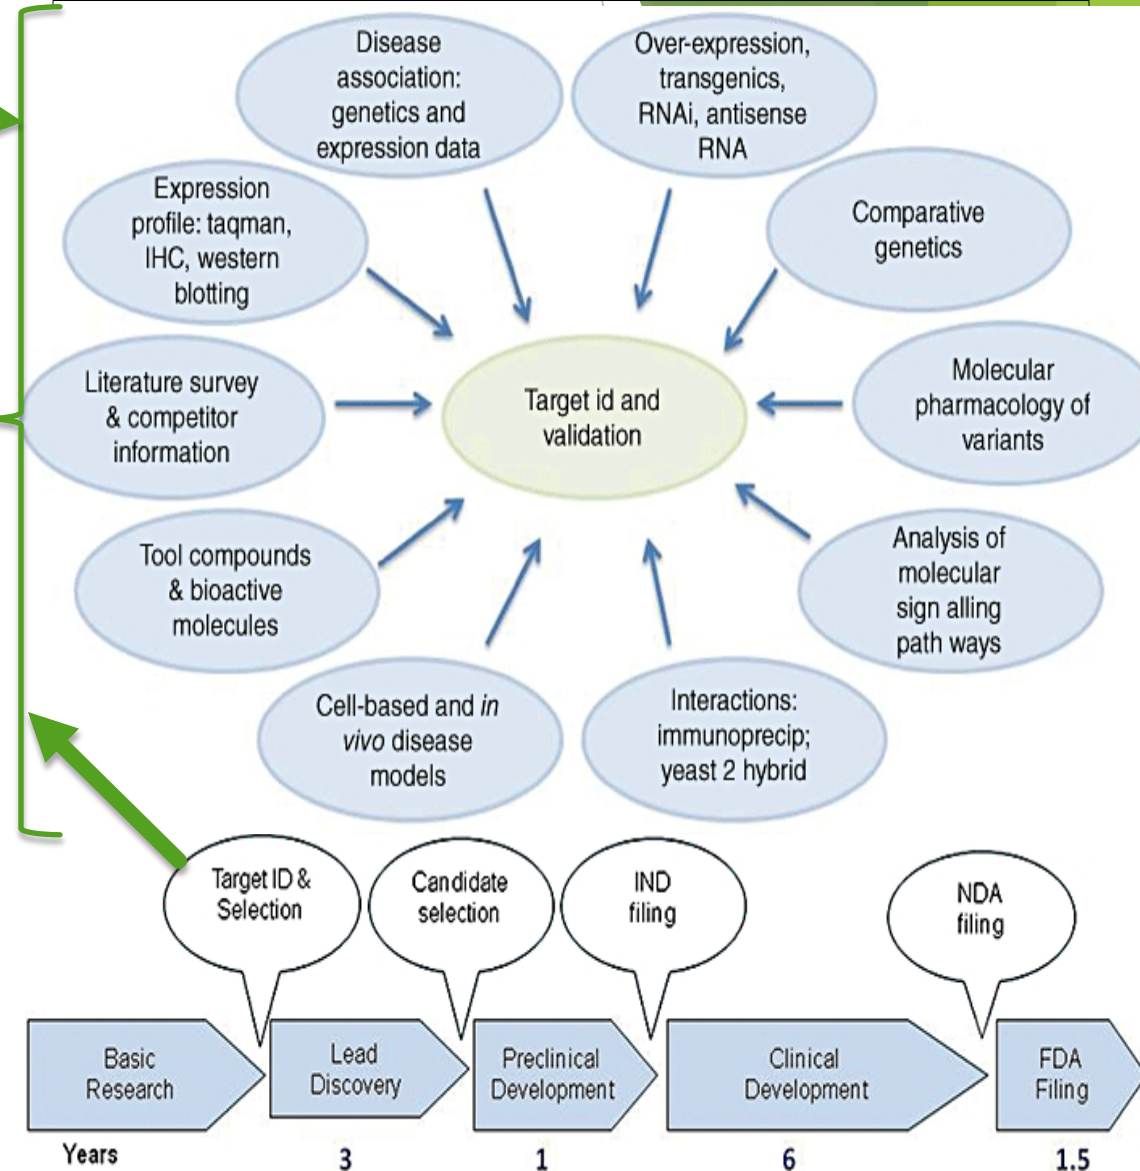 Disease
association:
genetics and
expression data
Over-expression,
transgenics,
RNAi, antisense
RNA
Expression
profile: taqman,
IHC, western
blotting
Comparative
genetics
Literature survey
& competitor
information
Target id and
validation
Molecular
pharmacology of
variants
Tool compounds
& bioactive
molecules
Analysis of
molecular
sign alling
path ways
Cell-based and in
vivo disease
models
Interactions:
immunoprecip;
yeast 2 hybrid
Target ID &
Selection
Candidate
selection
IND
filing
NDA
filing
Basic
Research
Lead
Discovery
Preclinical
Development
Clinical
Development
FDA
Filing
Years 3 1 6 1.5